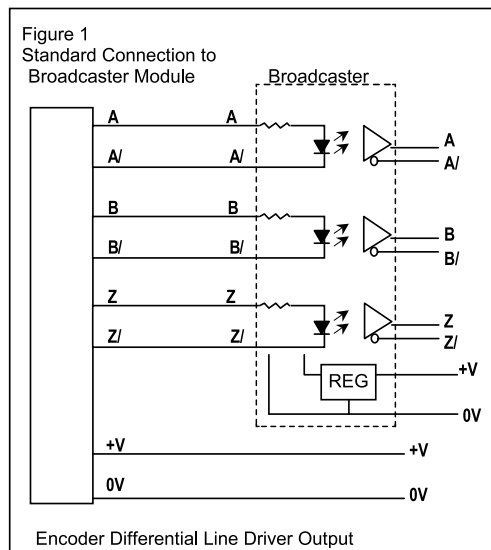 Figure 1
Standard Connection to
Broadcaster Module
Broadcaster
A A A
A/ A/ A/
B B B
B/ B/ B/
Z Z Z
Z/ Z/ Z/
REG +V
0V
+V +V
0V 0V
Encoder Differential Line Driver Output